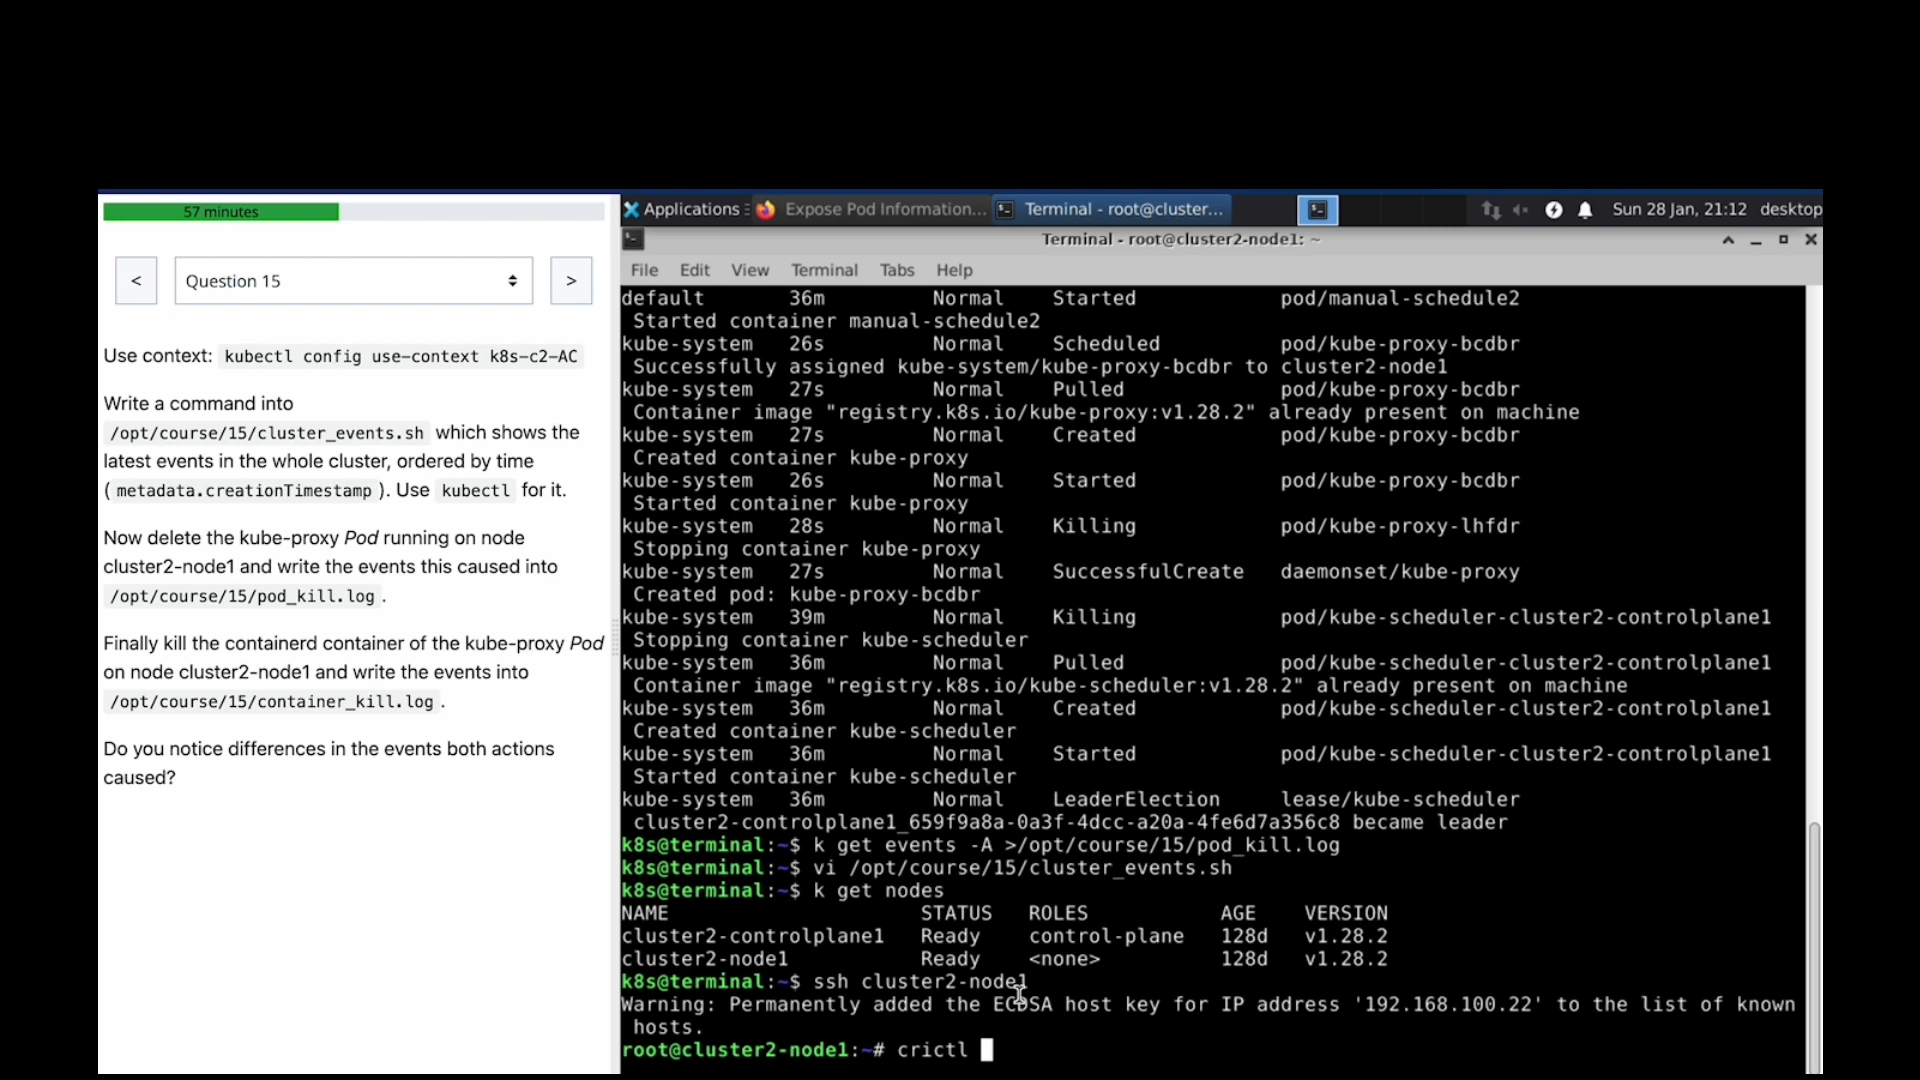 57 minutes
<
Question 15
>
Use context: kubectl config use-context k8s-c2-AC
Write a command into
/opt/course/15/cluster_events.sh which shows the
latest events in the whole cluster, ordered by time
( metadata.creationTimestamp ). Use kubectl for it.
Now delete the kube-proxy Pod running on node
cluster2-node1 and write the events this caused into
/opt/course/15/pod_kill.log .
Finally kill the containerd container of the kube-proxy Pod
on node cluster2-node1 and write the events into
/opt/course/15/container_kill.log .
Do you notice differences in the events both actions
caused?
Applications Expose Pod Information... Terminal - root@cluster... Sun 28 Jan, 21:12 desktop
Terminal - root@cluster2-node1: ~
File Edit View Terminal Tabs Help
default 36m Normal Started pod/manual-schedule2
Started container manual-schedule2
kube-system 26s Normal Scheduled pod/kube-proxy-bcdbr
Successfully assigned kube-system/kube-proxy-bcdbr to cluster2-node1
kube-system 27s Normal Pulled pod/kube-proxy-bcdbr
Container image "registry.k8s.io/kube-proxy:v1.28.2" already present on machine
kube-system 27s Normal Created pod/kube-proxy-bcdbr
Created container kube-proxy
kube-system 26s Normal Started pod/kube-proxy-bcdbr
Started container kube-proxy
kube-system 28s Normal Killing pod/kube-proxy-lhfdr
Stopping container kube-proxy
kube-system 27s Normal SuccessfulCreate daemonset/kube-proxy
Created pod: kube-proxy-bcdbr
kube-system 39m Normal Killing pod/kube-scheduler-cluster2-controlplane1
Stopping container kube-scheduler
kube-system 36m Normal Pulled pod/kube-scheduler-cluster2-controlplane1
Container image "registry.k8s.io/kube-scheduler:v1.28.2" already present on machine
kube-system 36m Normal Created pod/kube-scheduler-cluster2-controlplane1
Created container kube-scheduler
kube-system 36m Normal Started pod/kube-scheduler-cluster2-controlplane1
Started container kube-scheduler
kube-system 36m Normal LeaderElection lease/kube-scheduler
cluster2-controlplane1_659f9a8a-0a3f-4dcc-a20a-4fe6d7a356c8 became leader
k8s@terminal:~$ k get events -A >/opt/course/15/pod_kill.log
k8s@terminal:~$ vi /opt/course/15/cluster_events.sh
k8s@terminal:~$ k get nodes
NAME STATUS ROLES AGE VERSION
cluster2-controlplane1 Ready control-plane 128d v1.28.2
cluster2-node1 Ready <none> 128d v1.28.2
k8s@terminal:~$ ssh cluster2-node1
Warning: Permanently added the ECDSA host key for IP address '192.168.100.22' to the list of known
hosts.
root@cluster2-node1:~# crictl